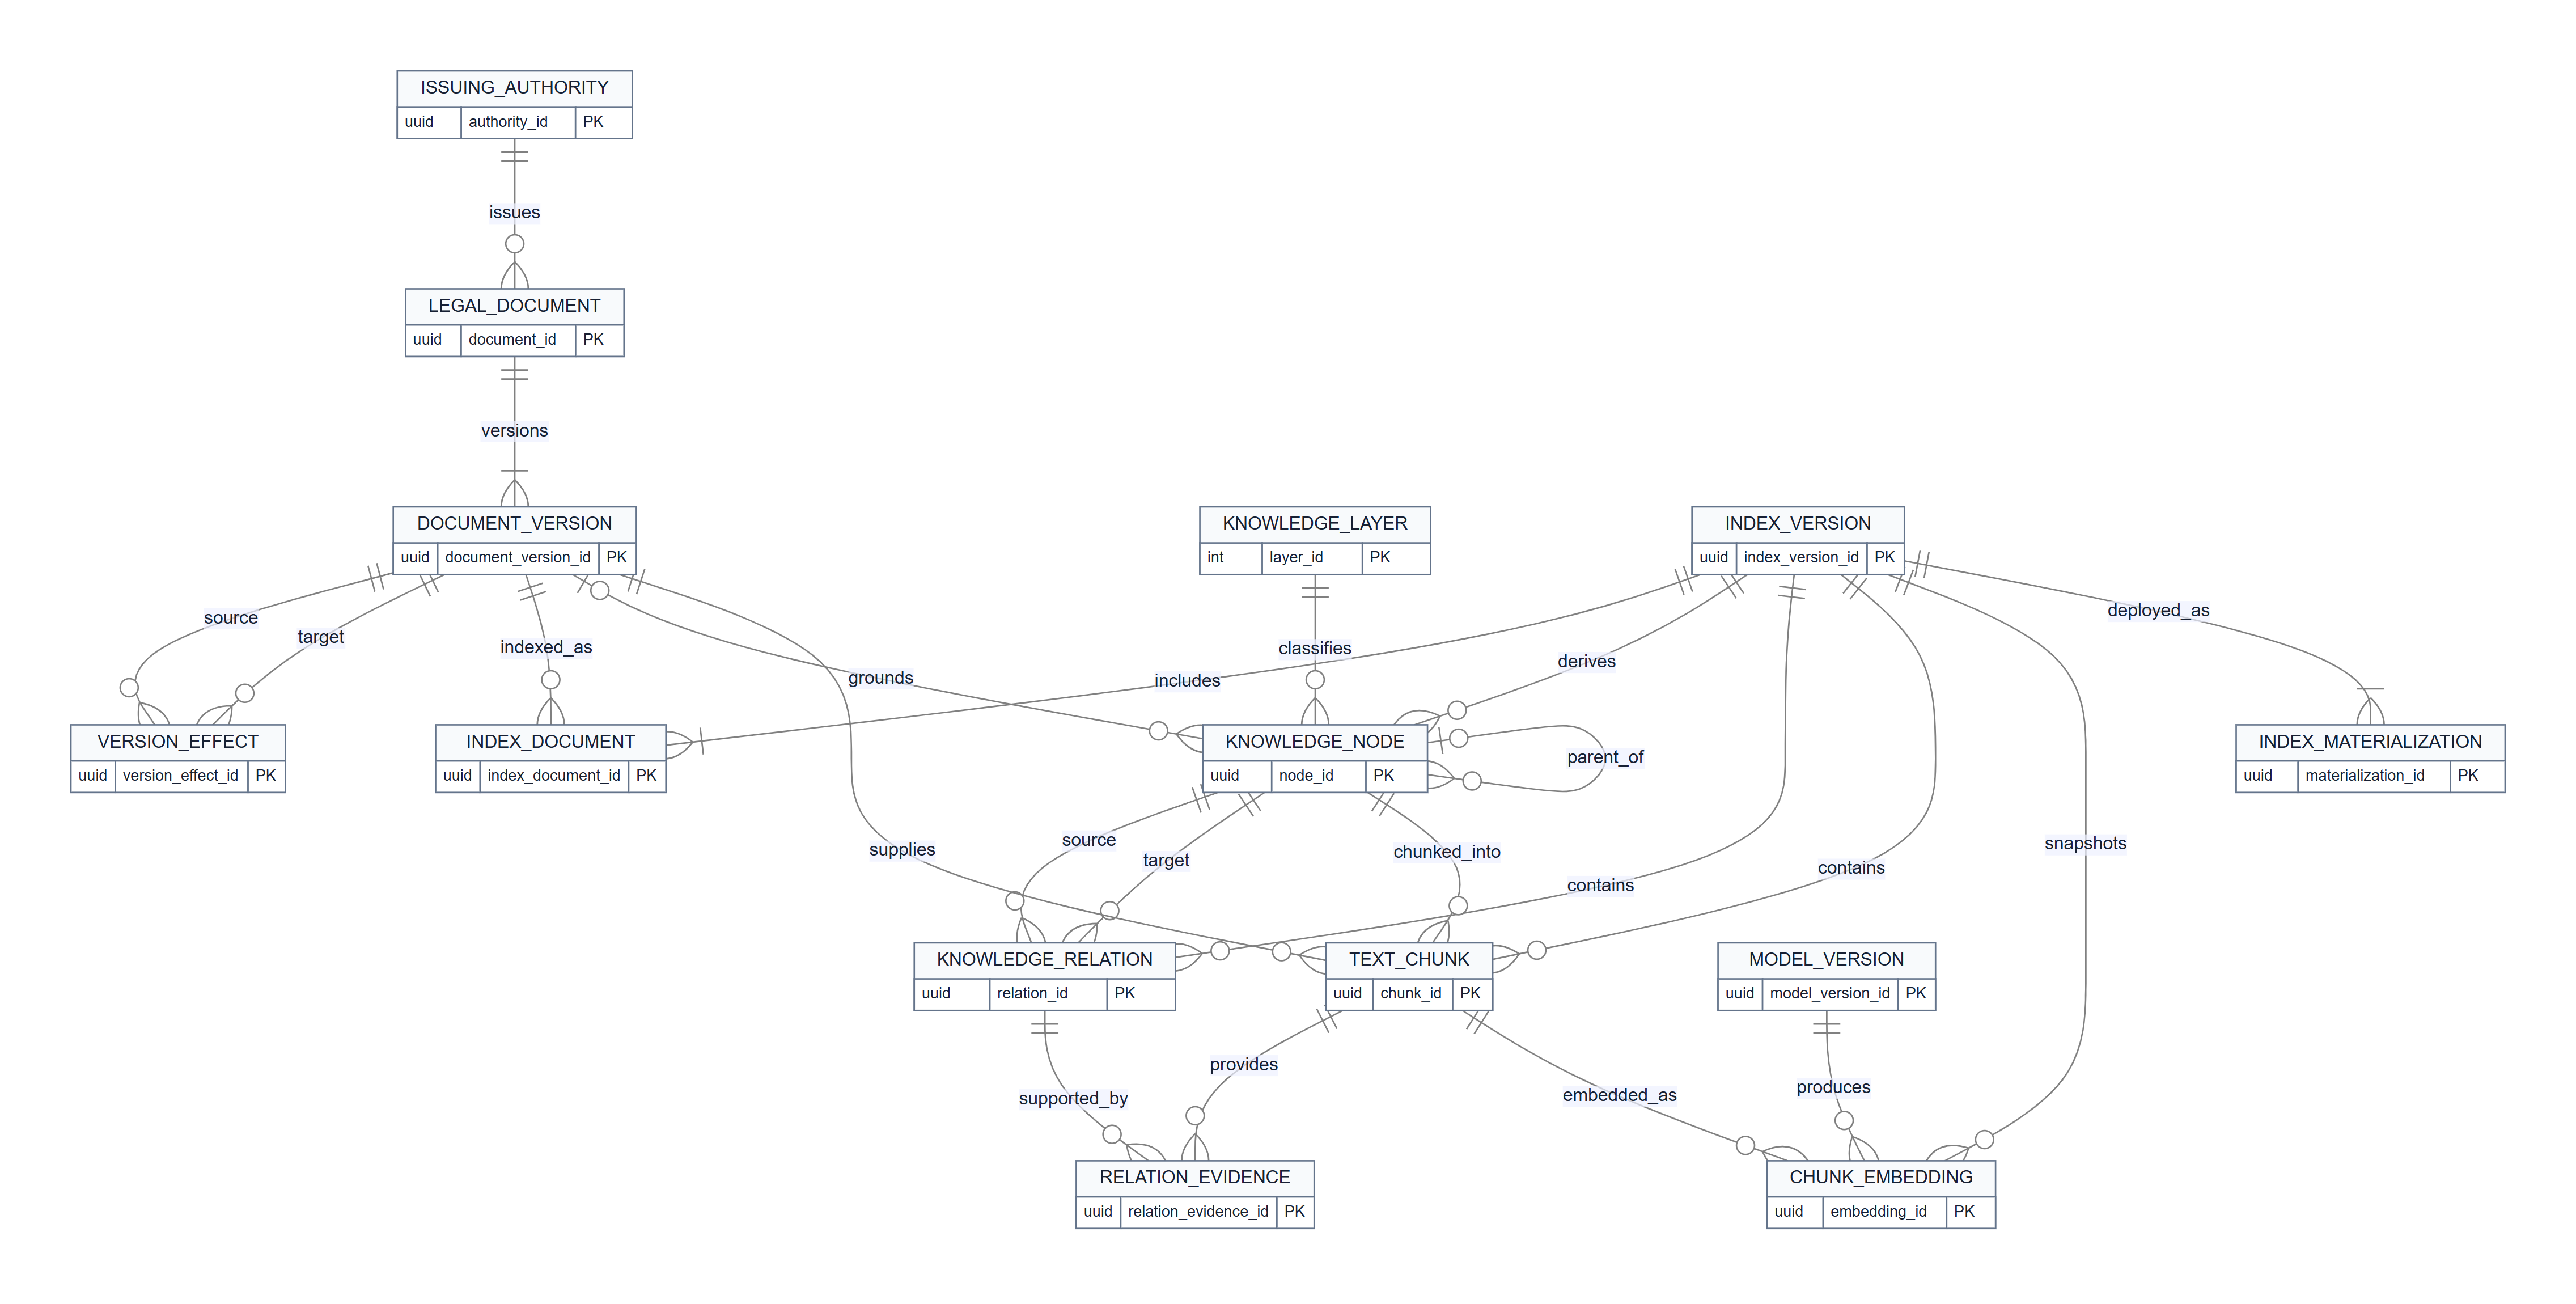 ISSUING_AUTHORITY
uuid authority_id PK
issues
LEGAL_DOCUMENT
uuid document_id PK
versions
DOCUMENT_VERSION
uuid document_version_id PK
KNOWLEDGE_LAYER
int layer_id PK
INDEX_VERSION
uuid index_version_id PK
source
target
indexed_as
grounds
includes
classifies
derives
deployed_as
VERSION_EFFECT
uuid version_effect_id PK
INDEX_DOCUMENT
uuid index_document_id PK
KNOWLEDGE_NODE
uuid node_id PK
parent_of
INDEX_MATERIALIZATION
uuid materialization_id PK
supplies
source
target
chunked_into
contains
contains
snapshots
KNOWLEDGE_RELATION
uuid relation_id PK
TEXT_CHUNK
uuid chunk_id PK
MODEL_VERSION
uuid model_version_id PK
supported_by
provides
embedded_as
produces
RELATION_EVIDENCE
uuid relation_evidence_id PK
CHUNK_EMBEDDING
uuid embedding_id PK